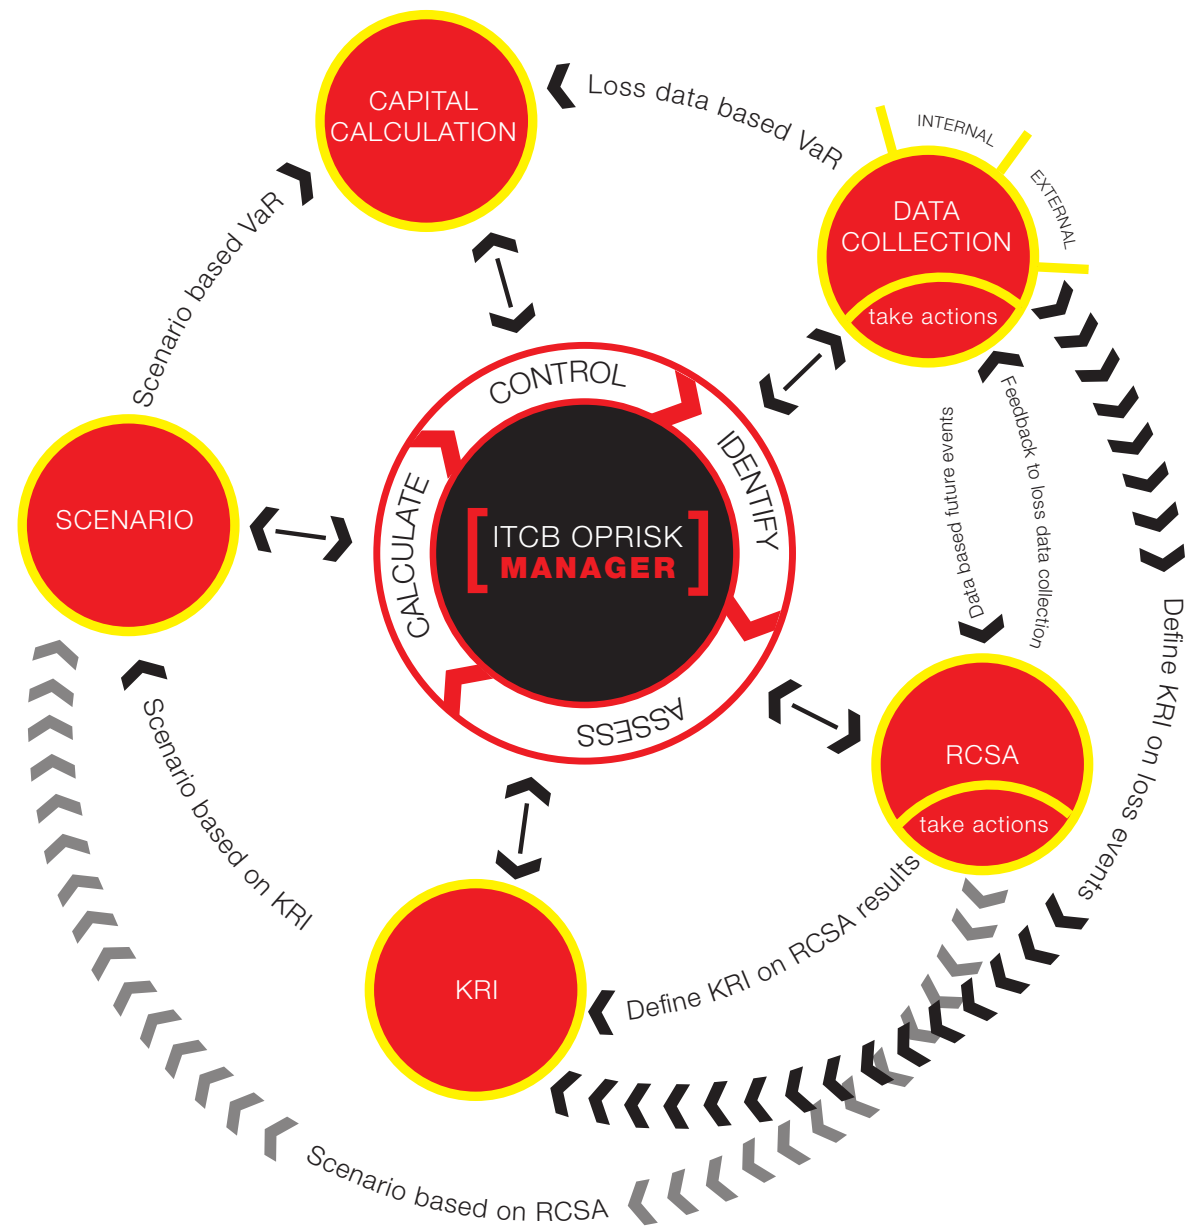 CAPITAL
CALCULATION
Loss data based VaR
INTERNAL
EXTERNAL
DATA
COLLECTION
take actions
Scenario based VaR
CONTROL
IDENTIFY
ASSESS
CALCULATE
ITCB OPRISK
MANAGER
SCENARIO
Data based future events
Feedback to loss data collection
Define KRI on loss events
RCSA
take actions
Scenario based on KRI
KRI
Define KRI on RCSA results
Scenario based on RCSA